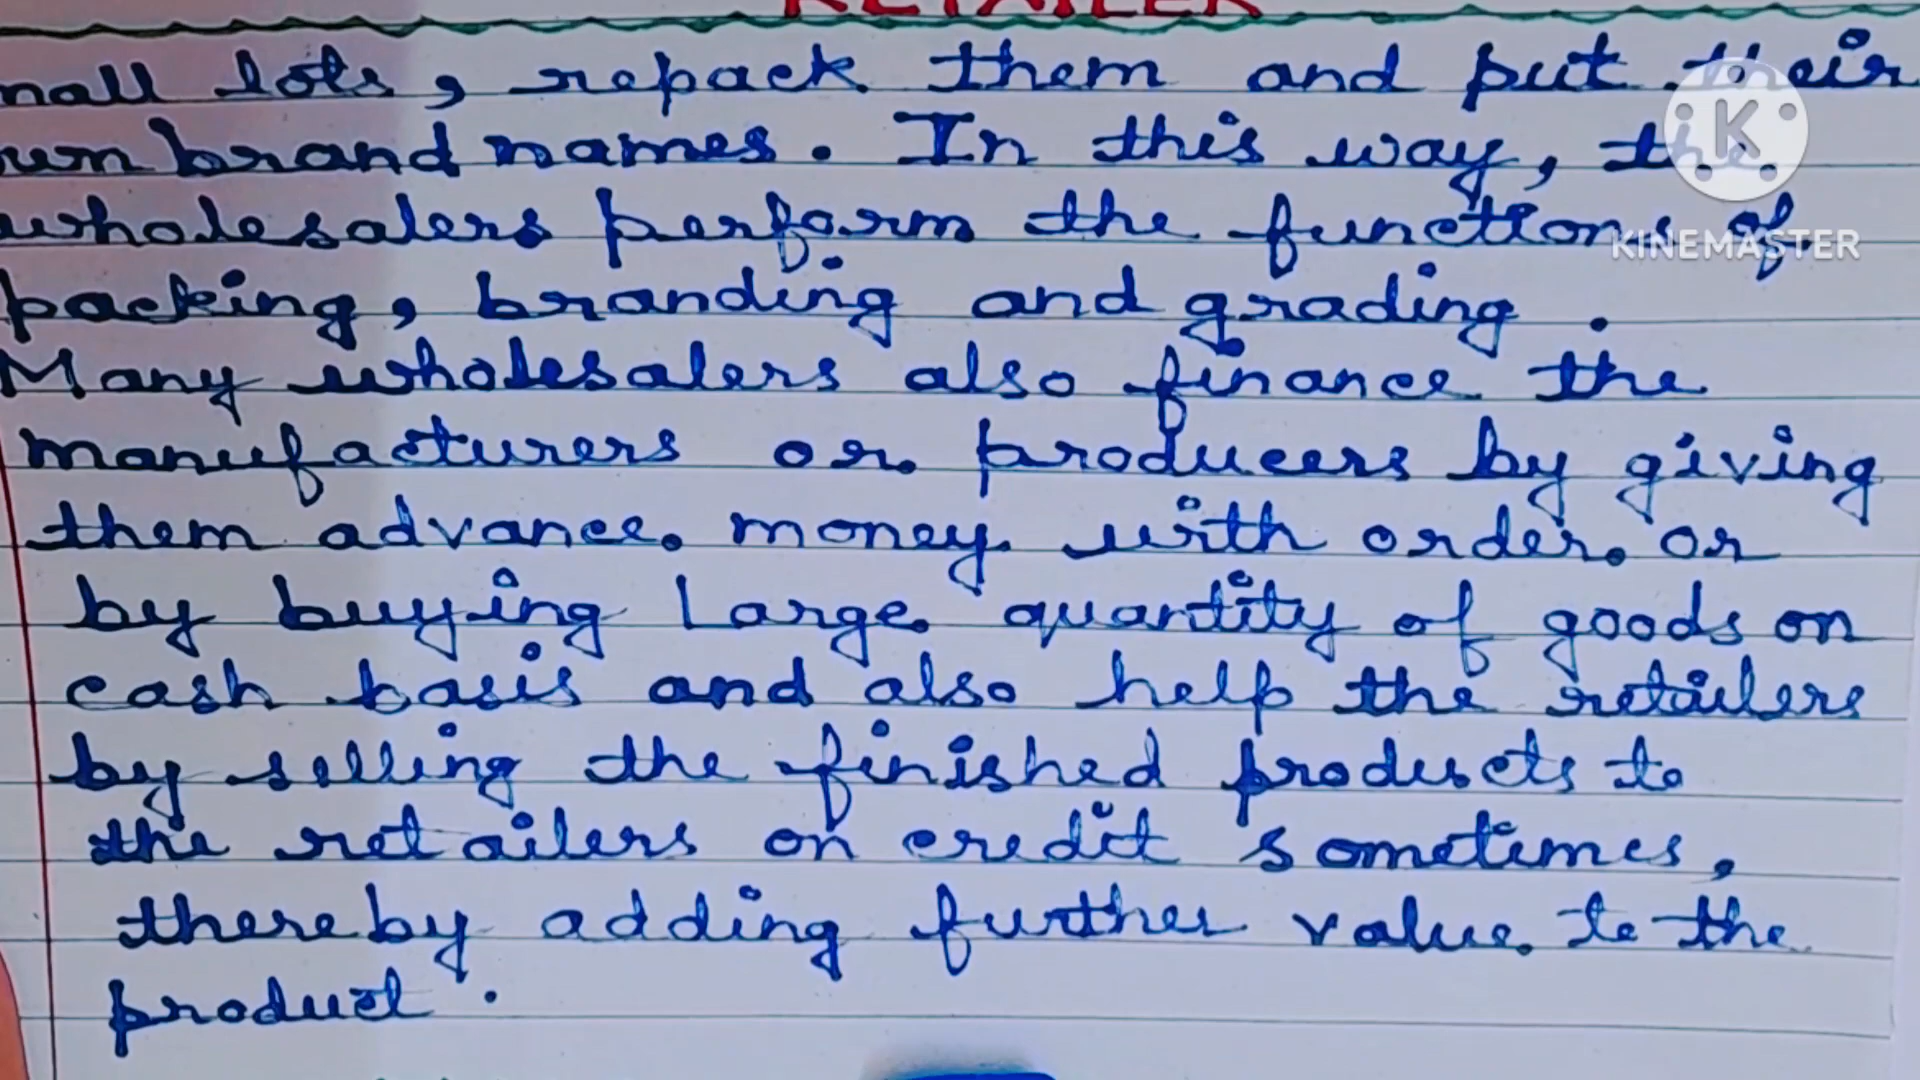 RETAILER
mall lots, repack them and put their
own brand names. In this way, the
wholesalers perform the functions of
packing, branding and grading.
Many wholesalers also finance the
manufacturers or producers by giving
them advance money with order or
by buying Large quantity of goods on
cash basis and also help the retailers
by selling the finished products to
the retailers on credit sometimes,
thereby adding further value to the
product.
K
KINEMASTER